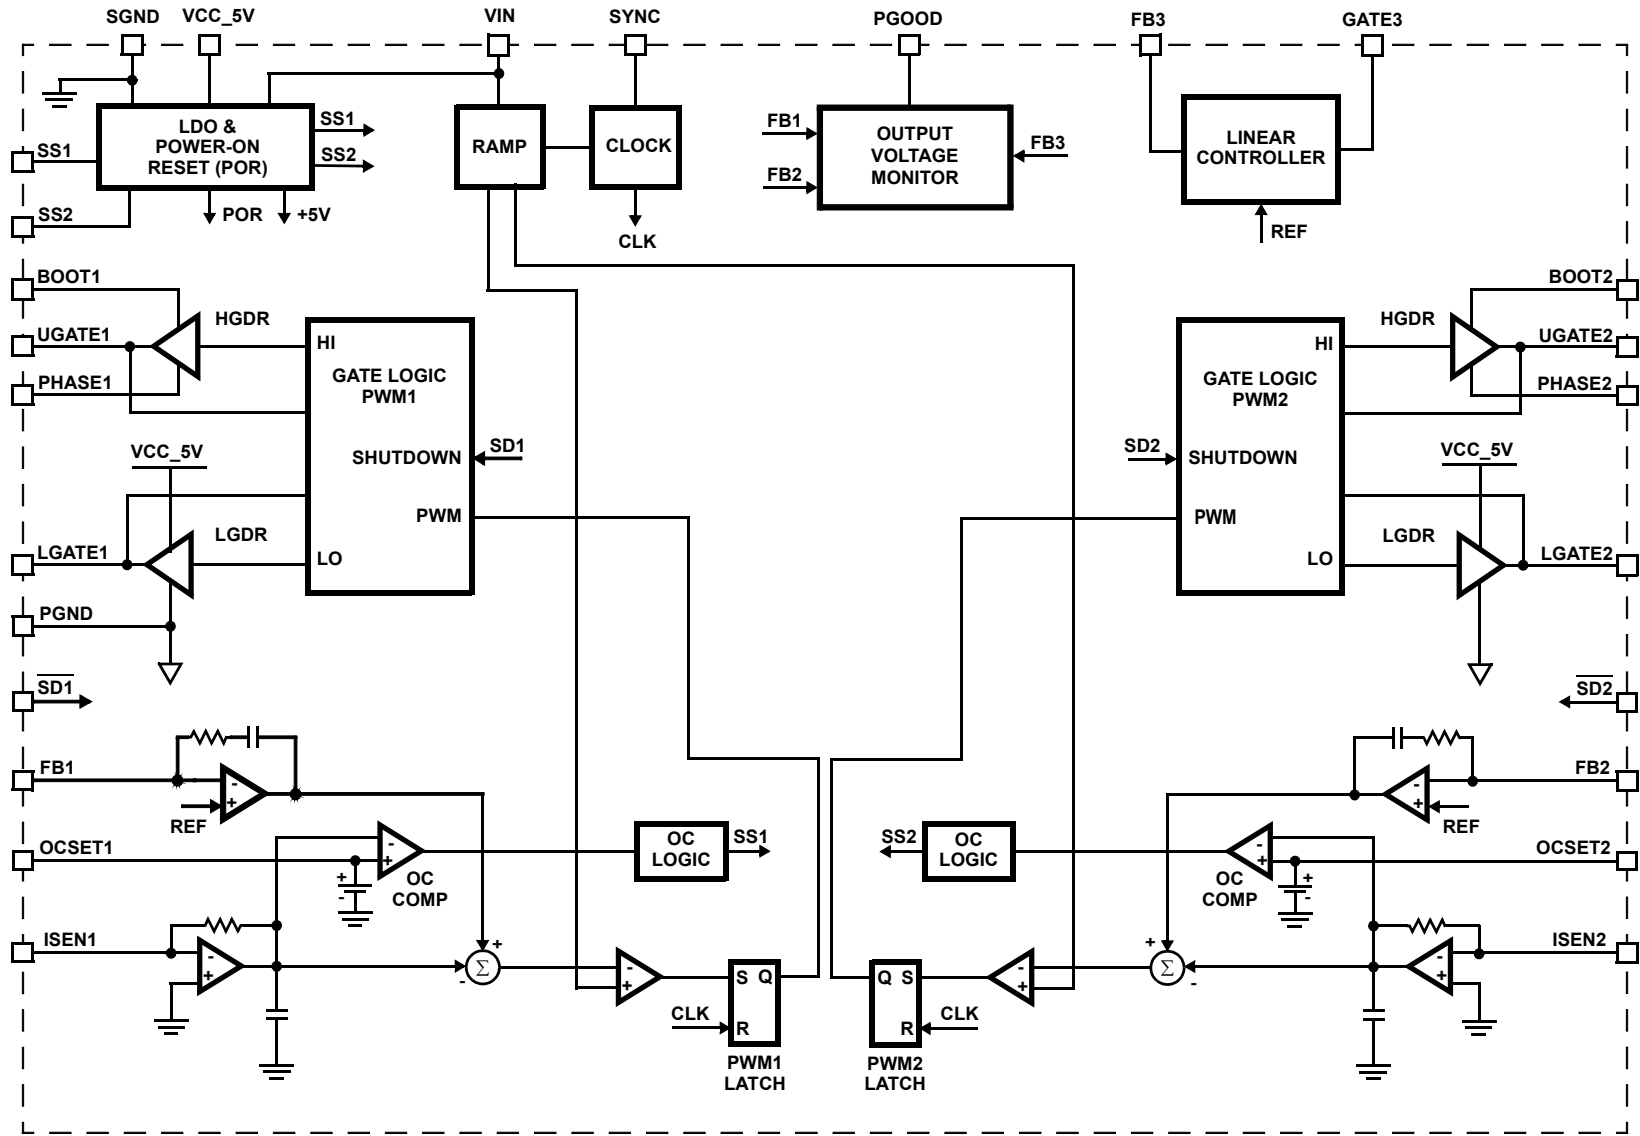 SGND
VCC_5V
VIN
SYNC
PGOOD
FB3
GATE3
LDO &
POWER-ON
RESET (POR)
SS1
SS2
SS1
SS2
POR
+5V
RAMP
CLOCK
CLK
FB1
FB2
OUTPUT
VOLTAGE
MONITOR
FB3
LINEAR
CONTROLLER
REF
BOOT1
UGATE1
PHASE1
HGDR
HI
GATE LOGIC
PWM1
SHUTDOWN
SD1
PWM
LO
VCC_5V
LGDR
LGATE1
PGND
BOOT2
UGATE2
PHASE2
HGDR
HI
GATE LOGIC
PWM2
SD2
SHUTDOWN
PWM
LO
VCC_5V
LGDR
LGATE2
SD1
SD2
FB1
-
+
REF
OCSET1
-
+
OC
COMP
+
-
OC
LOGIC
SS1
ISEN1
-
+
Σ
+
-
-
+
S Q
R
CLK
PWM1
LATCH
FB2
-
+
REF
OCSET2
-
+
OC
COMP
+
-
OC
LOGIC
SS2
ISEN2
-
+
Σ
+
-
-
+
Q S
R
CLK
PWM2
LATCH